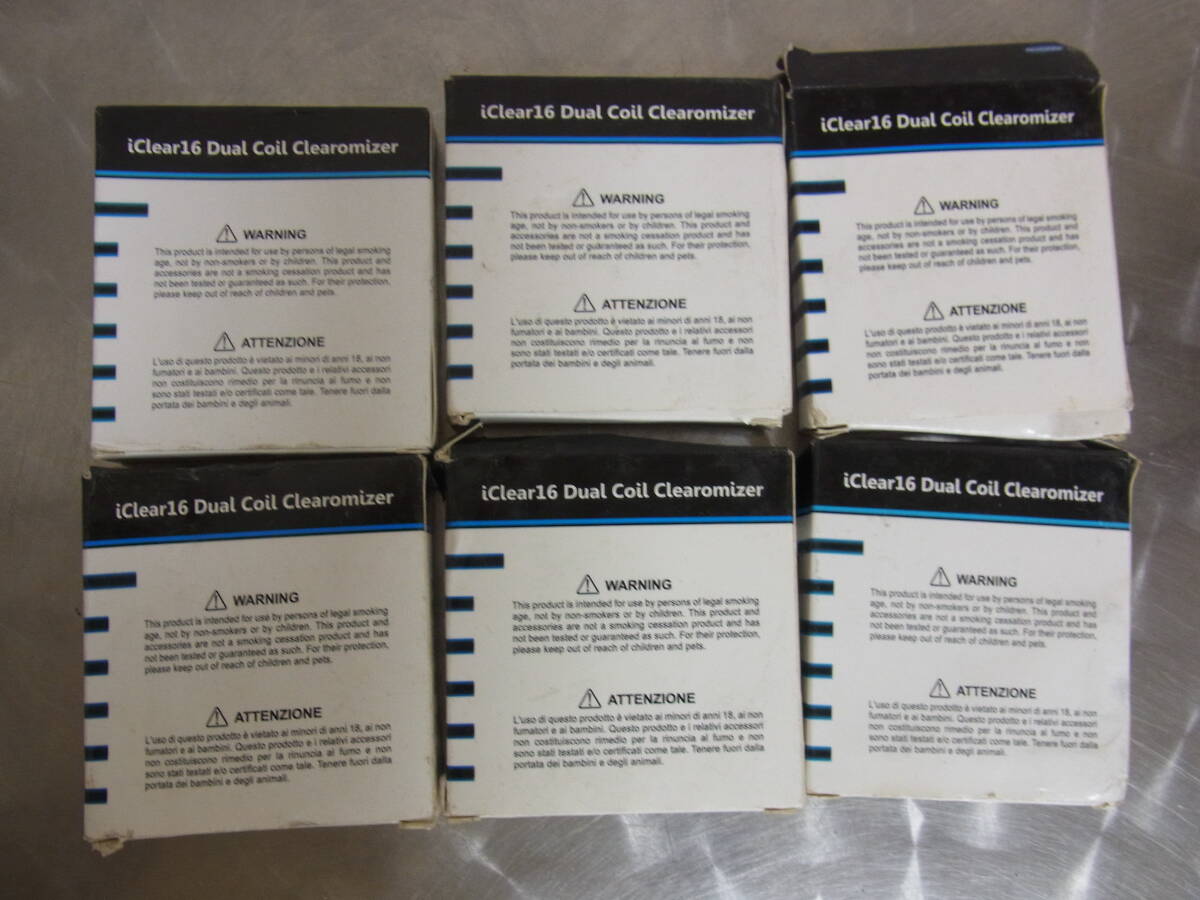 iClear16 Dual Coil Clearomizer
WARNING
This product is intended for use by persons of legal smoking
age, not by non-smokers or by children. This product and
accessories are not a smoking cessation product and has
not been tested or guaranteed as such. For their protection,
please keep out of reach of children and pets.
ATTENZIONE
L'uso di questo prodotto è vietato ai minori di anni 18, ai non
fumatori e ai bambini. Questo prodotto e i relativi accessori
non costituiscono rimedio per la rinuncia al fumo e non
sono stati testati e/o certificati come tale. Tenere fuori dalla
portata dei bambini e degli animali.
iClear16 Dual Coil Clearomizer
WARNING
This product is intended for use by persons of legal smoking
age, not by non-smokers or by children. This product and
accessories are not a smoking cessation product and has
not been tested or guaranteed as such. For their protection,
please keep out of reach of children and pets.
ATTENZIONE
L'uso di questo prodotto è vietato ai minori di anni 18, ai non
fumatori e ai bambini. Questo prodotto e i relativi accessori
non costituiscono rimedio per la rinuncia al fumo e non
sono stati testati e/o certificati come tale. Tenere fuori dalla
portata dei bambini e degli animali.
iClear16 Dual Coil Clearomizer
WARNING
This product is intended for use by persons of legal smoking
age, not by non-smokers or by children. This product and
accessories are not a smoking cessation product and has
not been tested or guaranteed as such. For their protection,
please keep out of reach of children and pets.
ATTENZIONE
L'uso di questo prodotto è vietato ai minori di anni 18, ai non
fumatori e ai bambini. Questo prodotto e i relativi accessori
non costituiscono rimedio per la rinuncia al fumo e non
sono stati testati e/o certificati come tale. Tenere fuori dalla
portata dei bambini e degli animali.
iClear16 Dual Coil Clearomizer
WARNING
This product is intended for use by persons of legal smoking
age, not by non-smokers or by children. This product and
accessories are not a smoking cessation product and has
not been tested or guaranteed as such. For their protection,
please keep out of reach of children and pets.
ATTENZIONE
L'uso di questo prodotto è vietato ai minori di anni 18, ai non
fumatori e ai bambini. Questo prodotto e i relativi accessori
non costituiscono rimedio per la rinuncia al fumo e non
sono stati testati e/o certificati come tale. Tenere fuori dalla
portata dei bambini e degli animali.
iClear16 Dual Coil Clearomizer
WARNING
This product is intended for use by persons of legal smoking
age, not by non-smokers or by children. This product and
accessories are not a smoking cessation product and has
not been tested or guaranteed as such. For their protection,
please keep out of reach of children and pets.
ATTENZIONE
L'uso di questo prodotto è vietato ai minori di anni 18, ai non
fumatori e ai bambini. Questo prodotto e i relativi accessori
non costituiscono rimedio per la rinuncia al fumo e non
sono stati testati e/o certificati come tale. Tenere fuori dalla
portata dei bambini e degli animali.
iClear16 Dual Coil Clearomizer
WARNING
This product is intended for use by persons of legal smoking
age, not by non-smokers or by children. This product and
accessories are not a smoking cessation product and has
not been tested or guaranteed as such. For their protection,
please keep out of reach of children and pets.
ATTENZIONE
L'uso di questo prodotto è vietato ai minori di anni 18, ai non
fumatori e ai bambini. Questo prodotto e i relativi accessori
non costituiscono rimedio per la rinuncia al fumo e non
sono stati testati e/o certificati come tale. Tenere fuori dalla
portata dei bambini e degli animali.